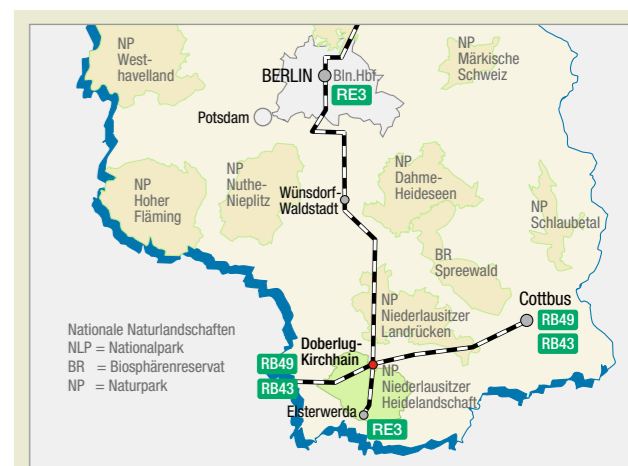 NP
West-
havelland
NP
Märkische
Schweiz
BERLIN
Bln.Hbf
RE3
Potsdam
NP
Hoher
Fläming
NP
Nuthe-
Nieplitz
NP
Dahme-
Heideseen
Wünsdorf-
Waldstadt
NP
Schlaubetal
BR
Spreewald
NP
Niederlausitzer
Landrücken
Cottbus
RB49
RB43
Nationale Naturlandschaften
NLP = Nationalpark
BR = Biosphärenreservat
NP = Naturpark
Doberlug-
Kirchhain
RB49
RB43
NP
Niederlausitzer
Heidelandschaft
Elsterwerda
RE3